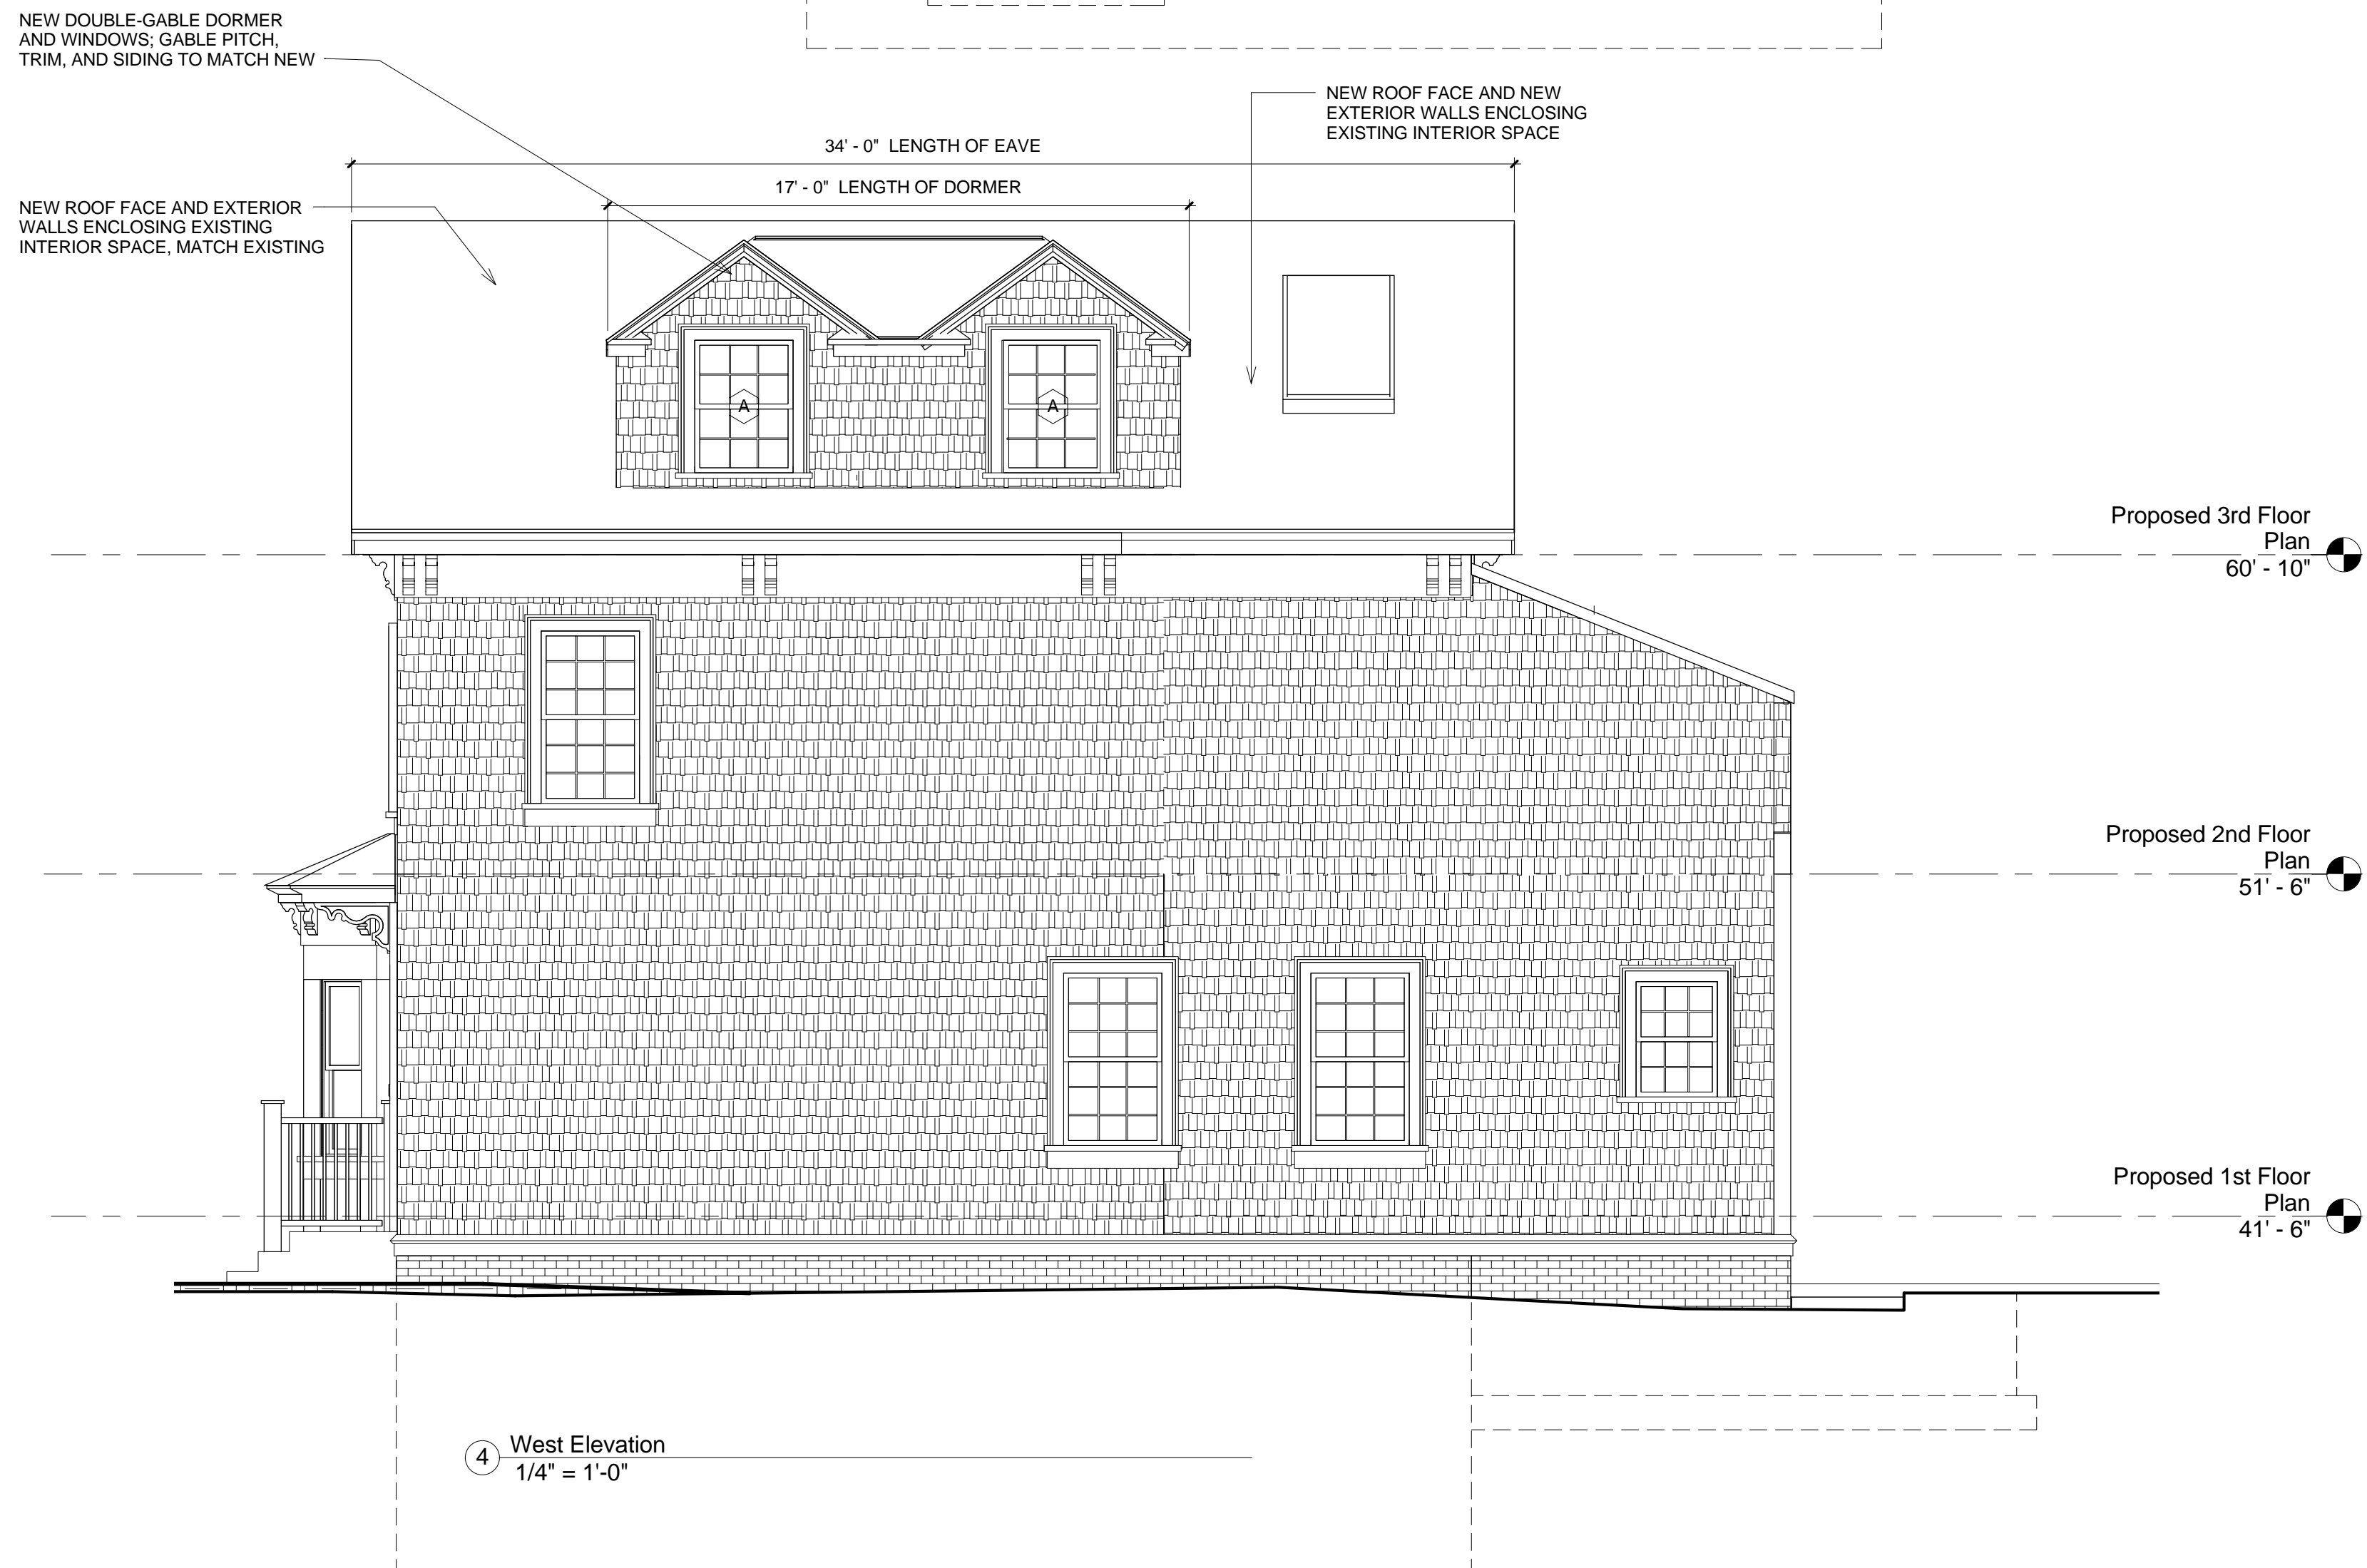 NEW DOUBLE-GABLE DORMER
AND WINDOWS; GABLE PITCH,
TRIM, AND SIDING TO MATCH NEW
NEW ROOF FACE AND NEW
EXTERIOR WALLS ENCLOSING
EXISTING INTERIOR SPACE
34' - 0" LENGTH OF EAVE
17' - 0" LENGTH OF DORMER
NEW ROOF FACE AND EXTERIOR
WALLS ENCLOSING EXISTING
INTERIOR SPACE, MATCH EXISTING
A
A
Proposed 3rd Floor
Plan
60' - 10"
Proposed 2nd Floor
Plan
51' - 6"
Proposed 1st Floor
Plan
41' - 6"
4
West Elevation
1/4" = 1'-0"